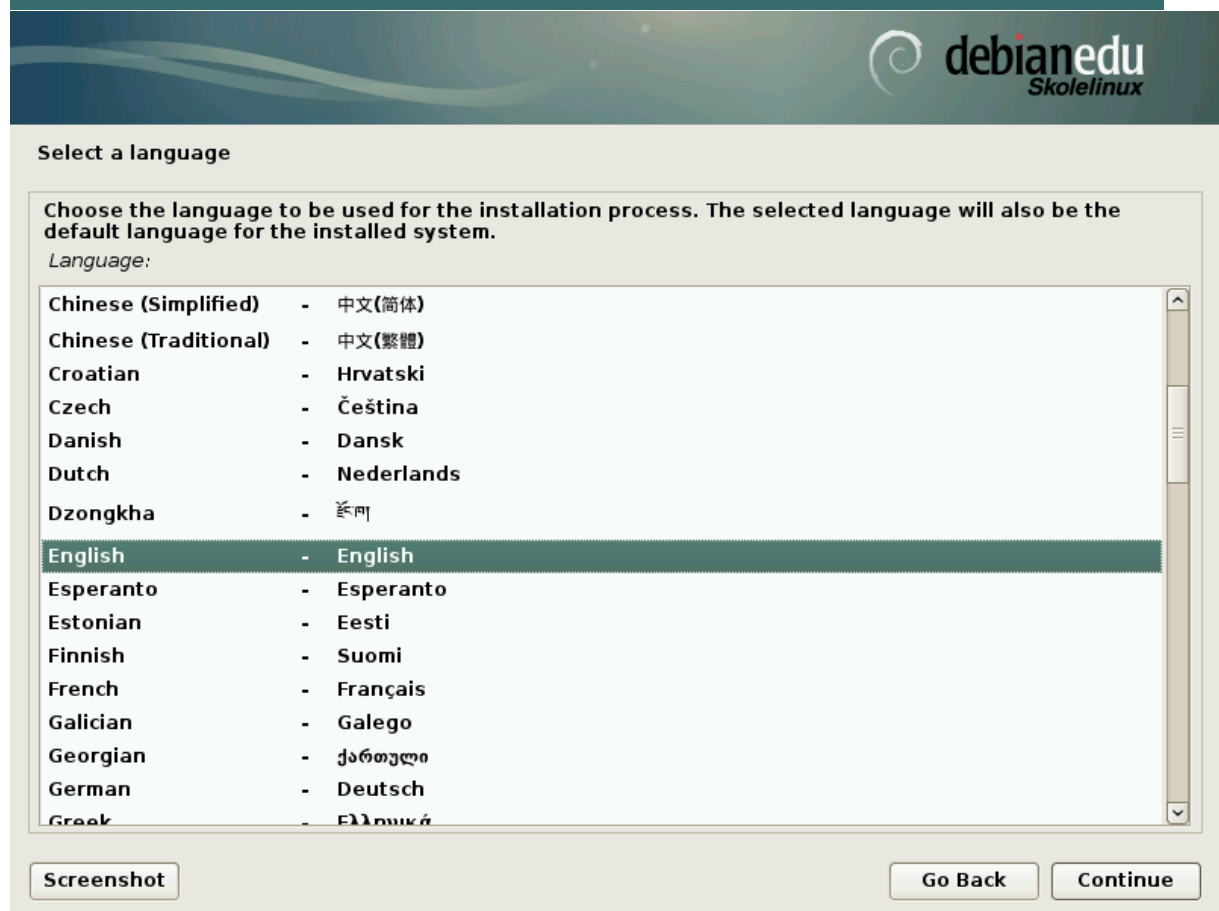 debianedu
Skolelinux
Select a language
Choose the language to be used for the installation process. The selected language will also be the
default language for the installed system.
Language:
Chinese (Simplified) - 中文(简体)
Chinese (Traditional) - 中文(繁體)
Croatian - Hrvatski
Czech - Čeština
Danish - Dansk
Dutch - Nederlands
Dzongkha - རྫོང་ཁ།
English - English
Esperanto - Esperanto
Estonian - Eesti
Finnish - Suomi
French - Français
Galician - Galego
Georgian - ქართული
German - Deutsch
Greek - Ελληνικά
Screenshot Go Back Continue